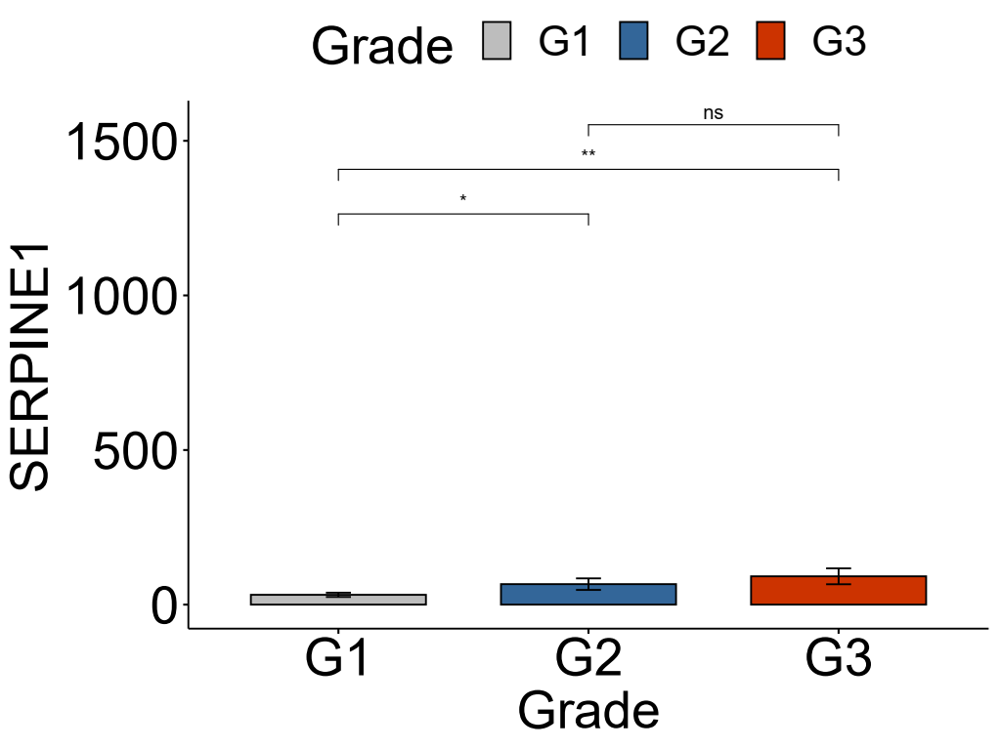 Grade G1 G2 G3
ns
**
*
1500
1000
500
0
SERPINE1
G1 G2 G3
Grade